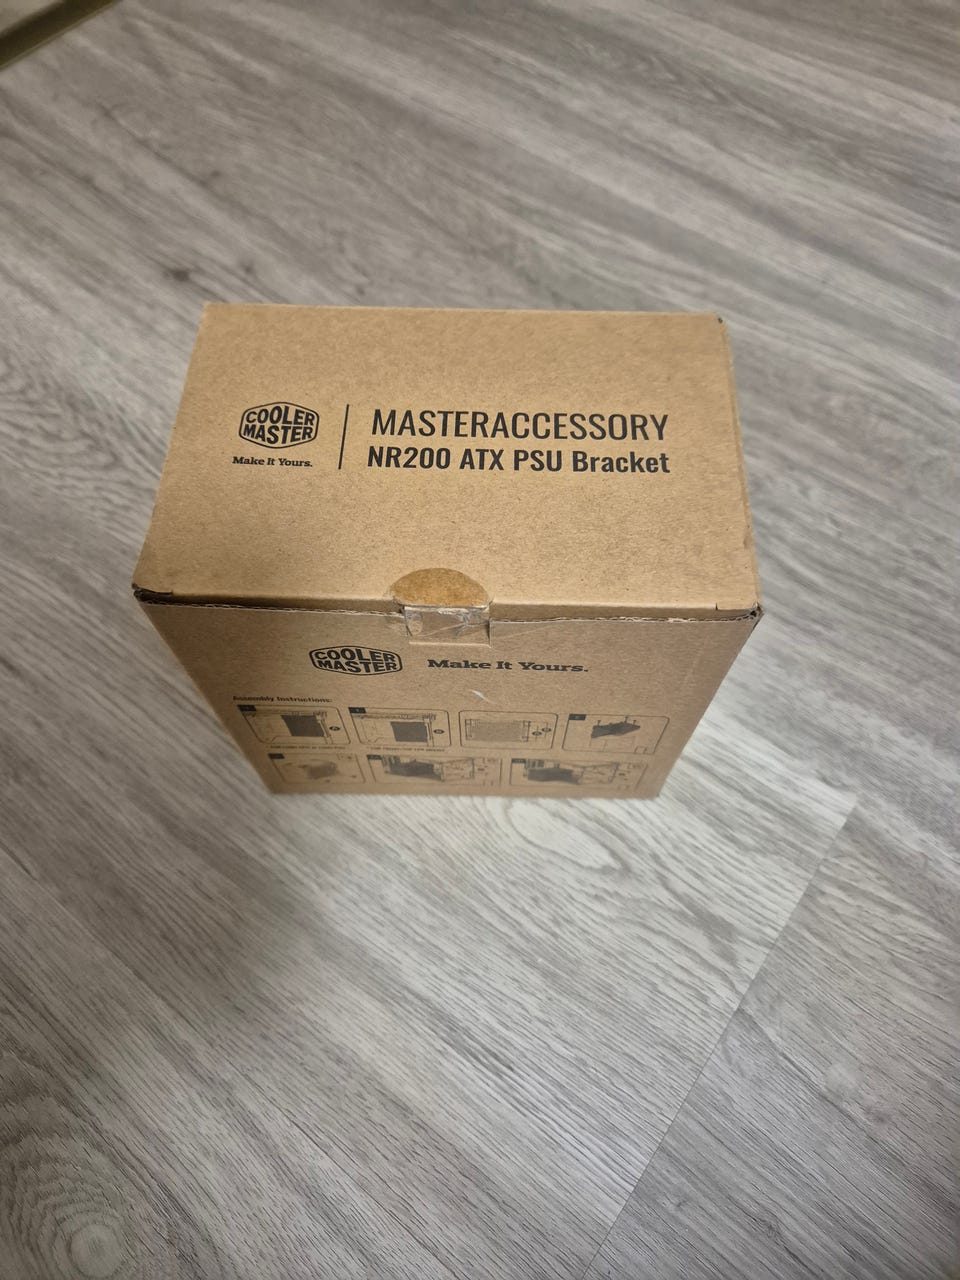 COOLER
MASTER
Make It Yours.
MASTERACCESSORY
NR200 ATX PSU Bracket
COOLER
MASTER
Make It Yours.
Assembly Instructions: